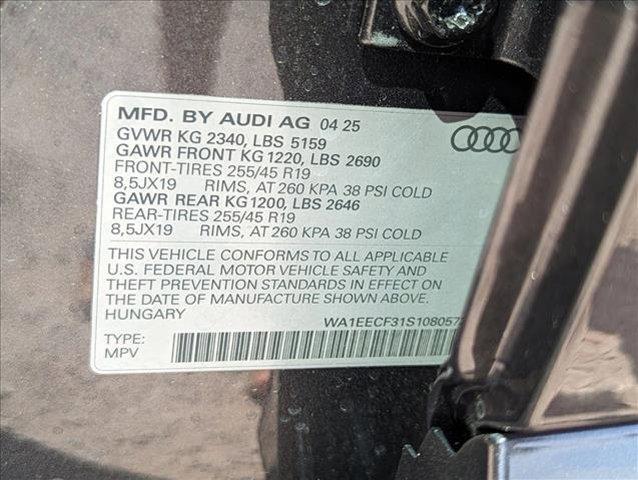 MFD. BY AUDI AG 04 25
GVWR KG 2340, LBS 5159
GAWR FRONT KG 1220, LBS 2690
FRONT-TIRES 255/45 R19
8,5JX19 RIMS, AT 260 KPA 38 PSI COLD
GAWR REAR KG 1200, LBS 2646
REAR-TIRES 255/45 R19
8,5JX19 RIMS, AT 260 KPA 38 PSI COLD
THIS VEHICLE CONFORMS TO ALL APPLICABLE
U.S. FEDERAL MOTOR VEHICLE SAFETY AND
THEFT PREVENTION STANDARDS IN EFFECT ON
THE DATE OF MANUFACTURE SHOWN ABOVE.
HUNGARY
TYPE:
MPV